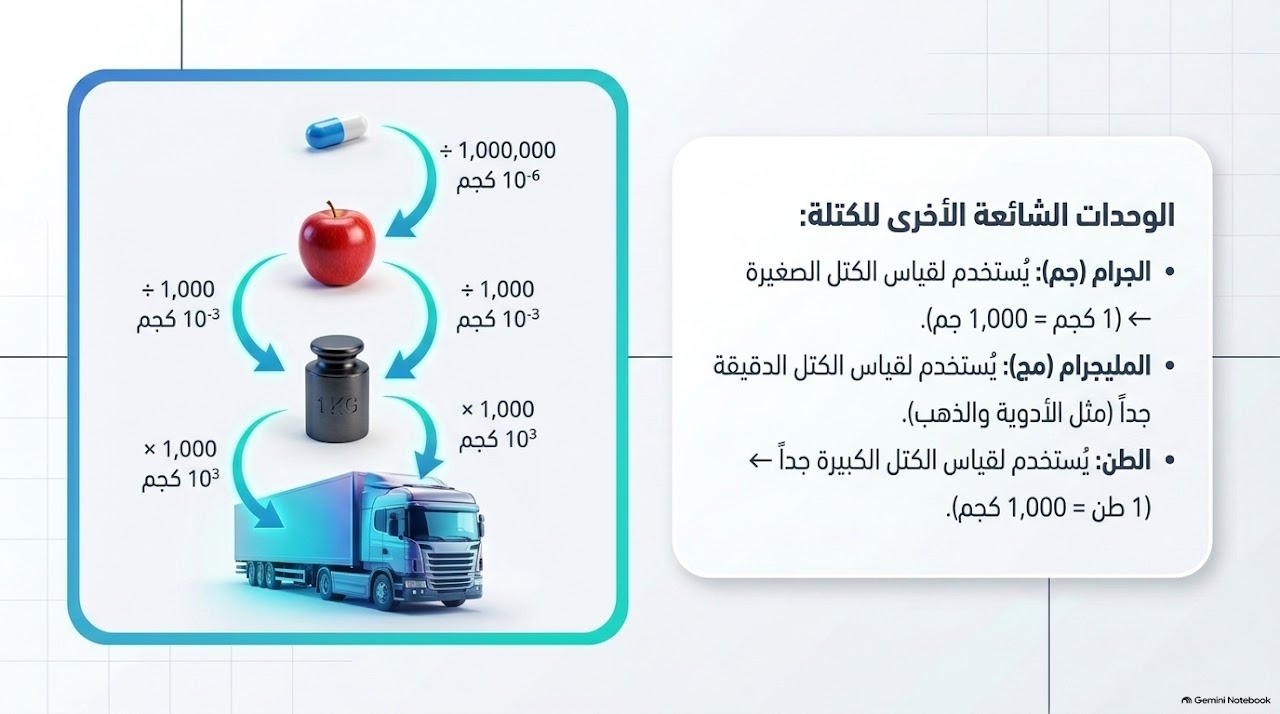 الوحدات الشائعة الأخرى للكتلة:
• الجرام (جم): يُستخدم لقياس الكتل الصغيرة
← (1 كجم = 1,000 جم).
• المليجرام (مج): يُستخدم لقياس الكتل الدقيقة
جداً (مثل الأدوية والذهب).
• الطن: يُستخدم لقياس الكتل الكبيرة جداً ←
(1 طن = 1,000 كجم).
÷ 1,000,000
10⁻⁶ كجم
÷ 1,000
10⁻³ كجم
÷ 1,000
10⁻³ كجم
1KG
× 1,000
10³ كجم
× 1,000
10³ كجم
Gemini Notebook